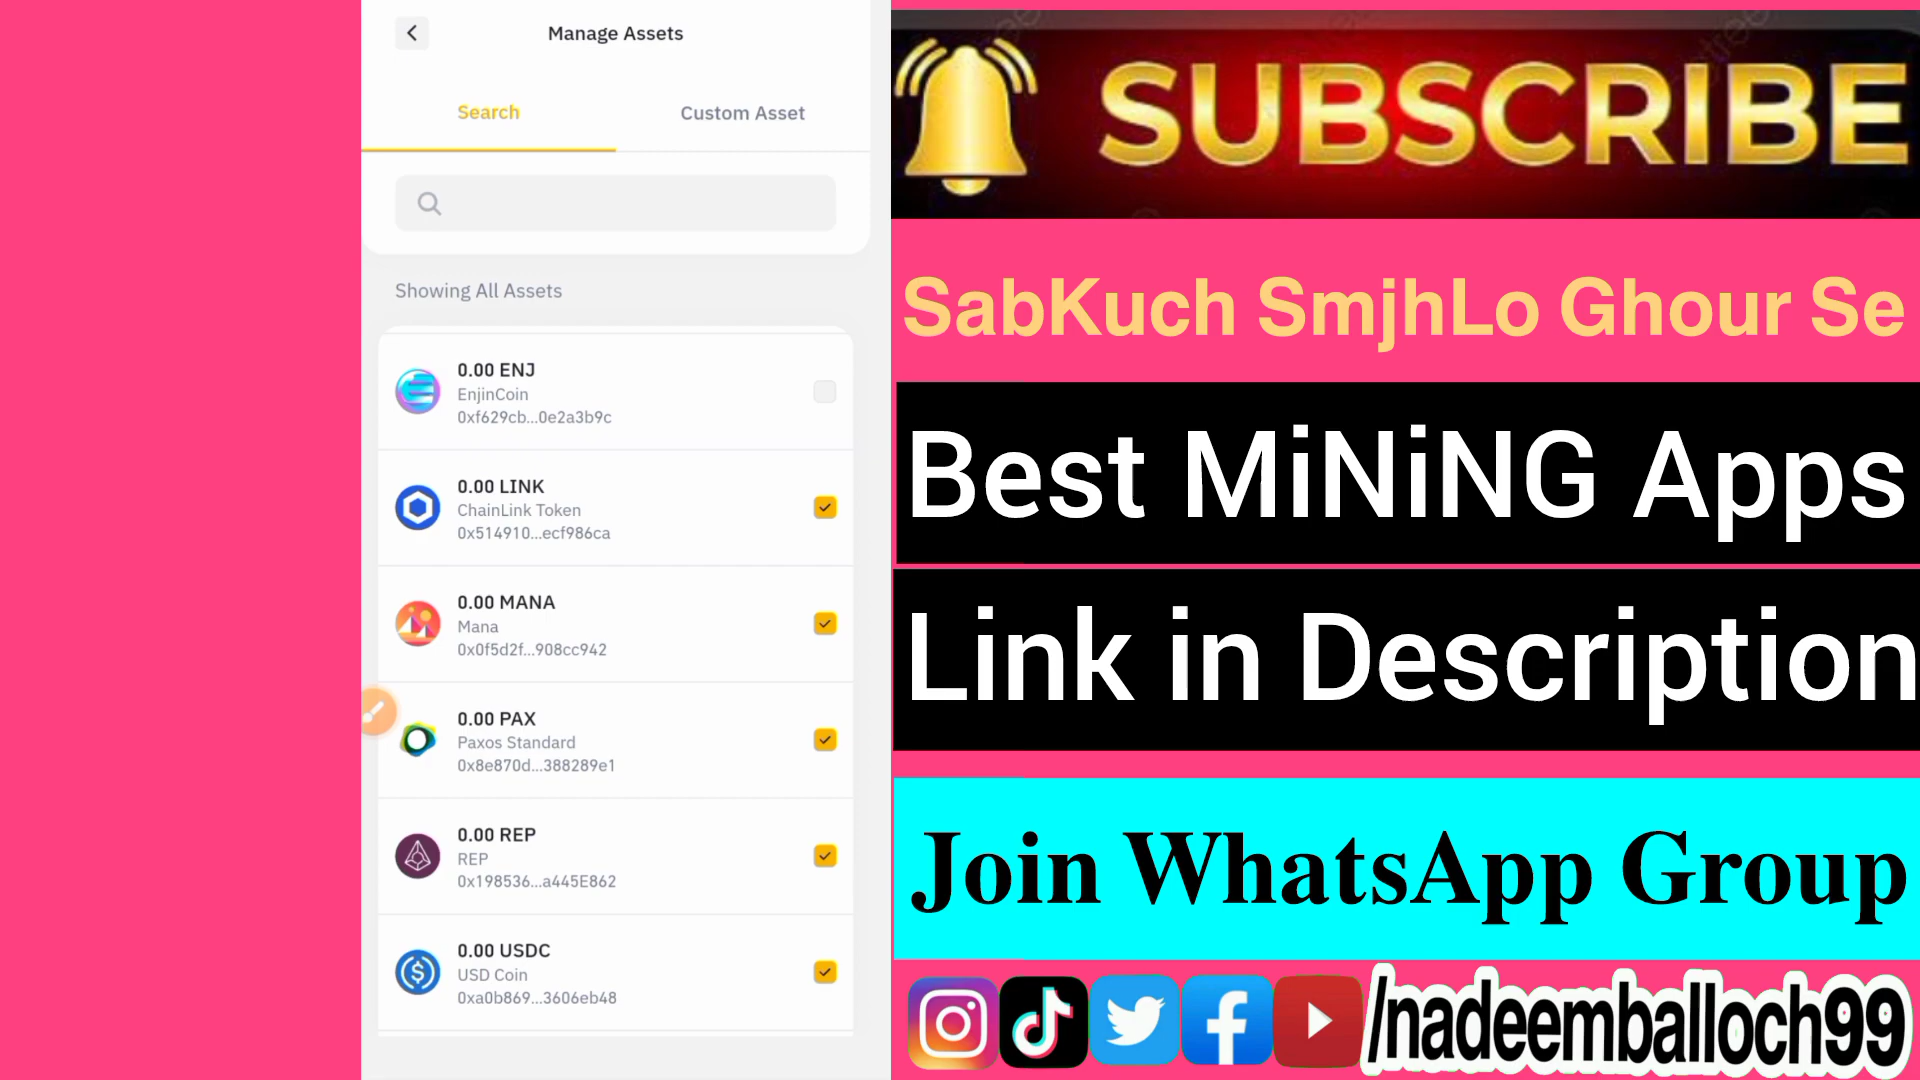 Manage Assets
Search
Custom Asset
Showing All Assets
0.00 ENJ
EnjinCoin
0xf629cb...0e2a3b9c
0.00 LINK
ChainLink Token
0x514910...ecf986ca
0.00 MANA
Mana
0x0f5d2f...908cc942
0.00 PAX
Paxos Standard
0x8e870d...388289e1
0.00 REP
REP
0x198536...a445E862
0.00 USDC
USD Coin
0xa0b869...3606eb48
SUBSCRIBE
SabKuch SmjhLo Ghour Se
Best MiNiNG Apps
Link in Description
Join WhatsApp Group
/nadeemballoch99